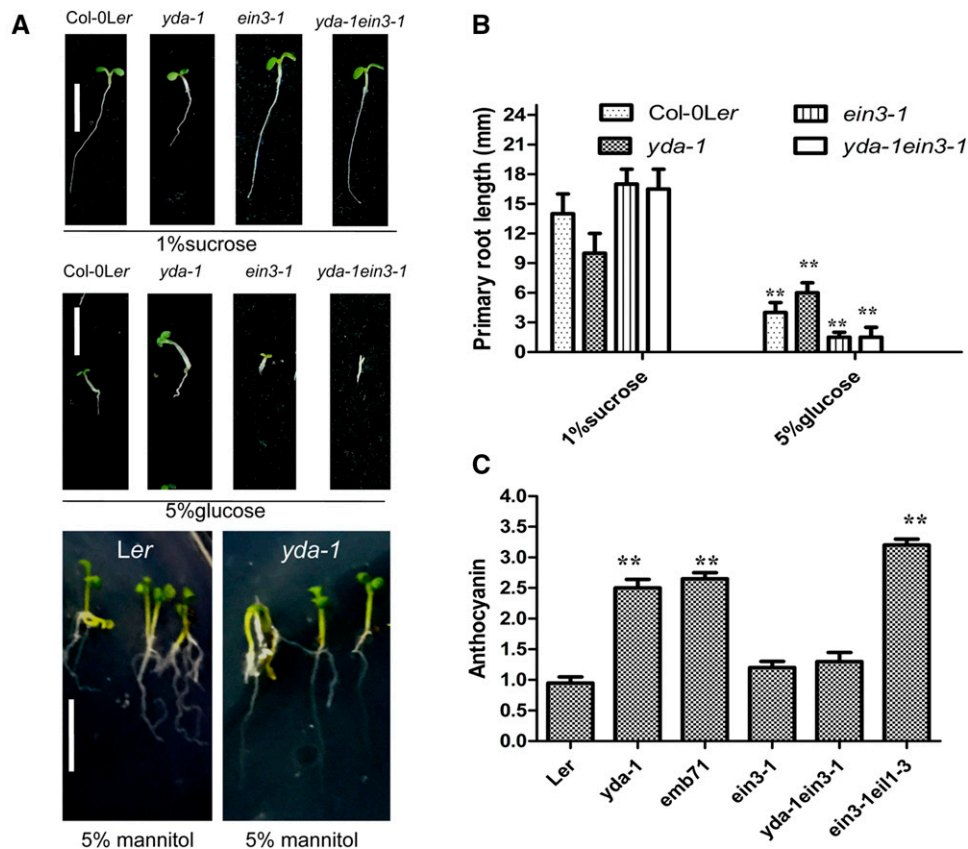 A
Col-0Ler yda-1 ein3-1 yda-1ein3-1
1%sucrose
Col-0Ler yda-1 ein3-1 yda-1ein3-1
5%glucose
Ler yda-1
5% mannitol 5% mannitol
B
Primary root length (mm)
24
21
18
15
12
9
6
3
0
Col-0Ler ein3-1
yda-1 yda-1ein3-1
** ** ** **
1%sucrose 5%glucose
C
Anthocyanin
4.0
3.5
3.0
2.5
2.0
1.5
1.0
0.5
0.0
** ** **
Ler yda-1 emb71 ein3-1 yda-1ein3-1 ein3-1eil1-3